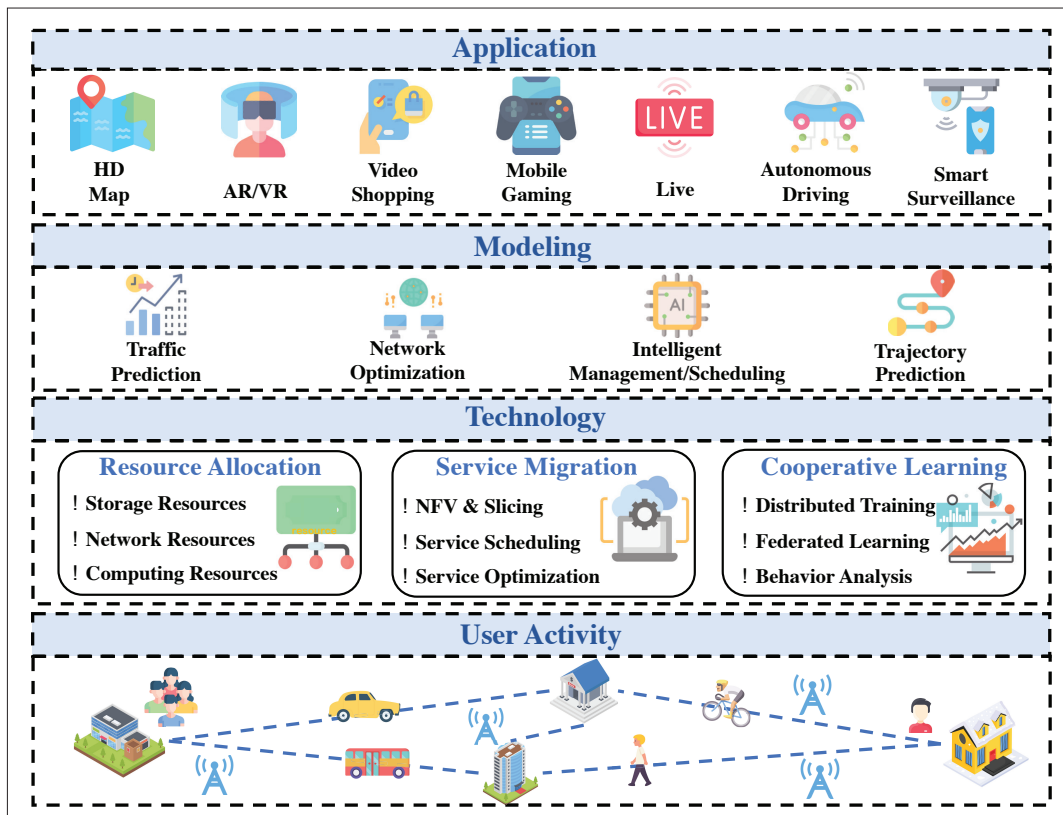 Application
HD
Map
AR/VR
Video
Shopping
Mobile
Gaming
LIVE
Live
Autonomous
Driving
Smart
Surveillance
Modeling
Traffic
Prediction
Network
Optimization
AI
Intelligent
Management/Scheduling
Trajectory
Prediction
Technology
Resource Allocation
! Storage Resources
! Network Resources
! Computing Resources
Service Migration
! NFV & Slicing
! Service Scheduling
! Service Optimization
Cooperative Learning
! Distributed Training
! Federated Learning
! Behavior Analysis
User Activity